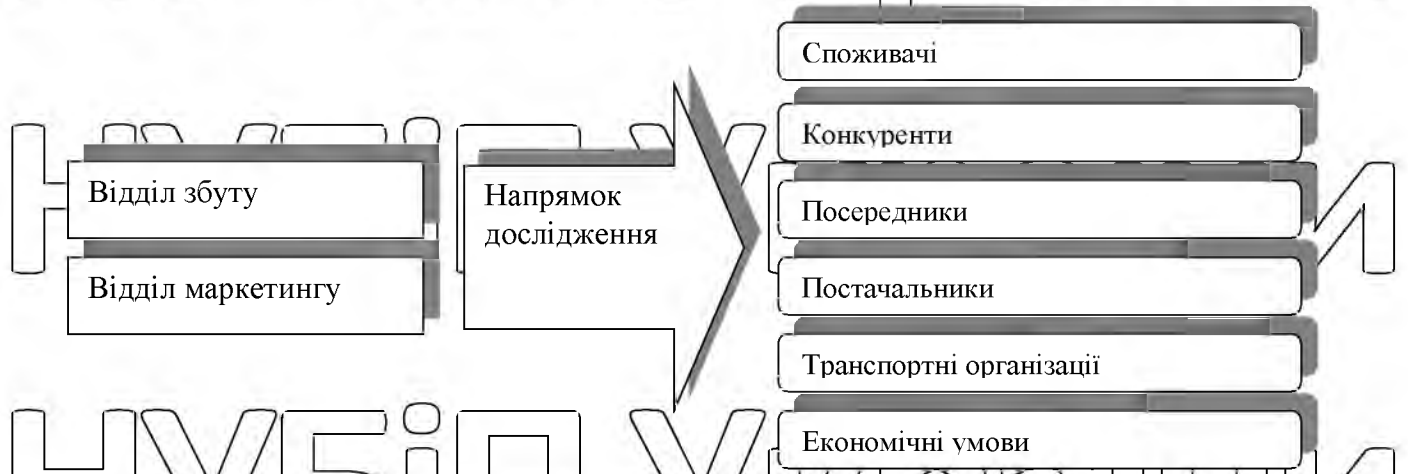 Відділ збуту
Відділ маркетингу
Напрямок
дослідження
Споживачі
Конкуренти
Посередники
Постачальники
Транспортні організації
Економічні умови